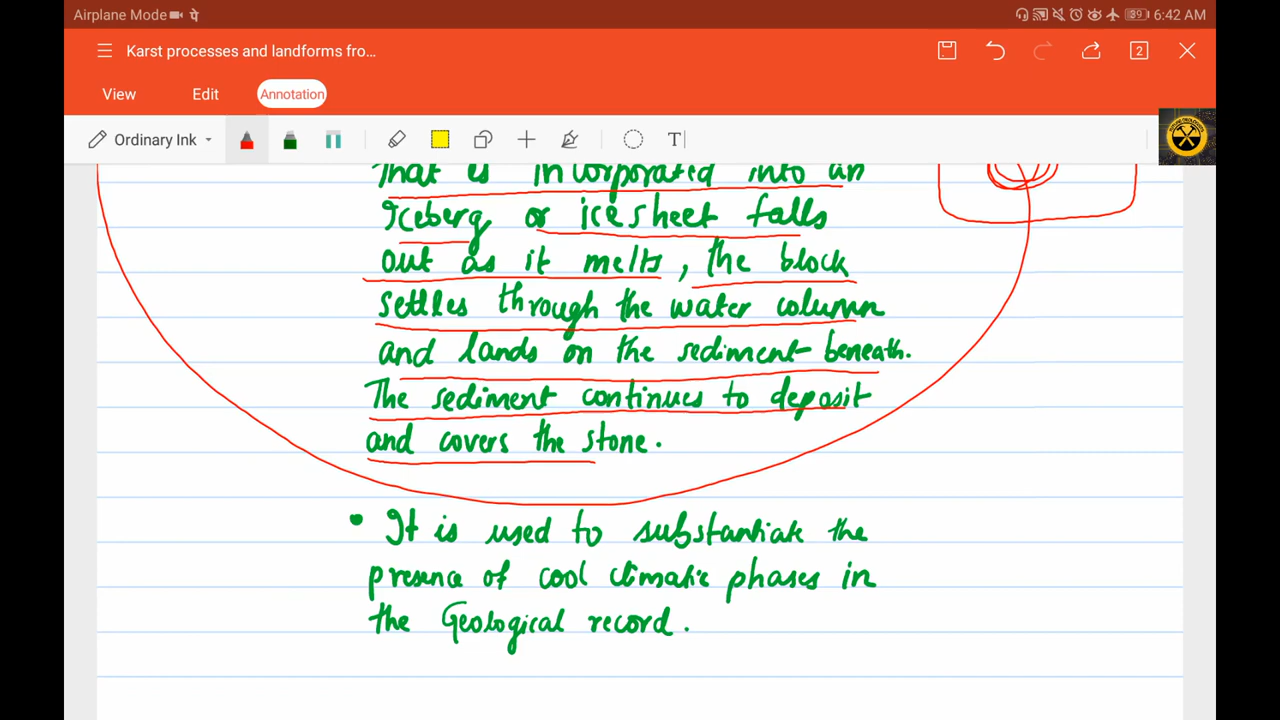 Airplane Mode 39 6:42 AM
Karst processes and landforms fro... 2
View Edit Annotation
Ordinary Ink T
That is incorporated into an
Iceberg or ice sheet falls
out as it melts, the block
settles through the water column
and lands on the sediment beneath.
The sediment continues to deposit
and covers the stone.
• It is used to substantiate the
presence of cool climatic phases in
the Geological record.